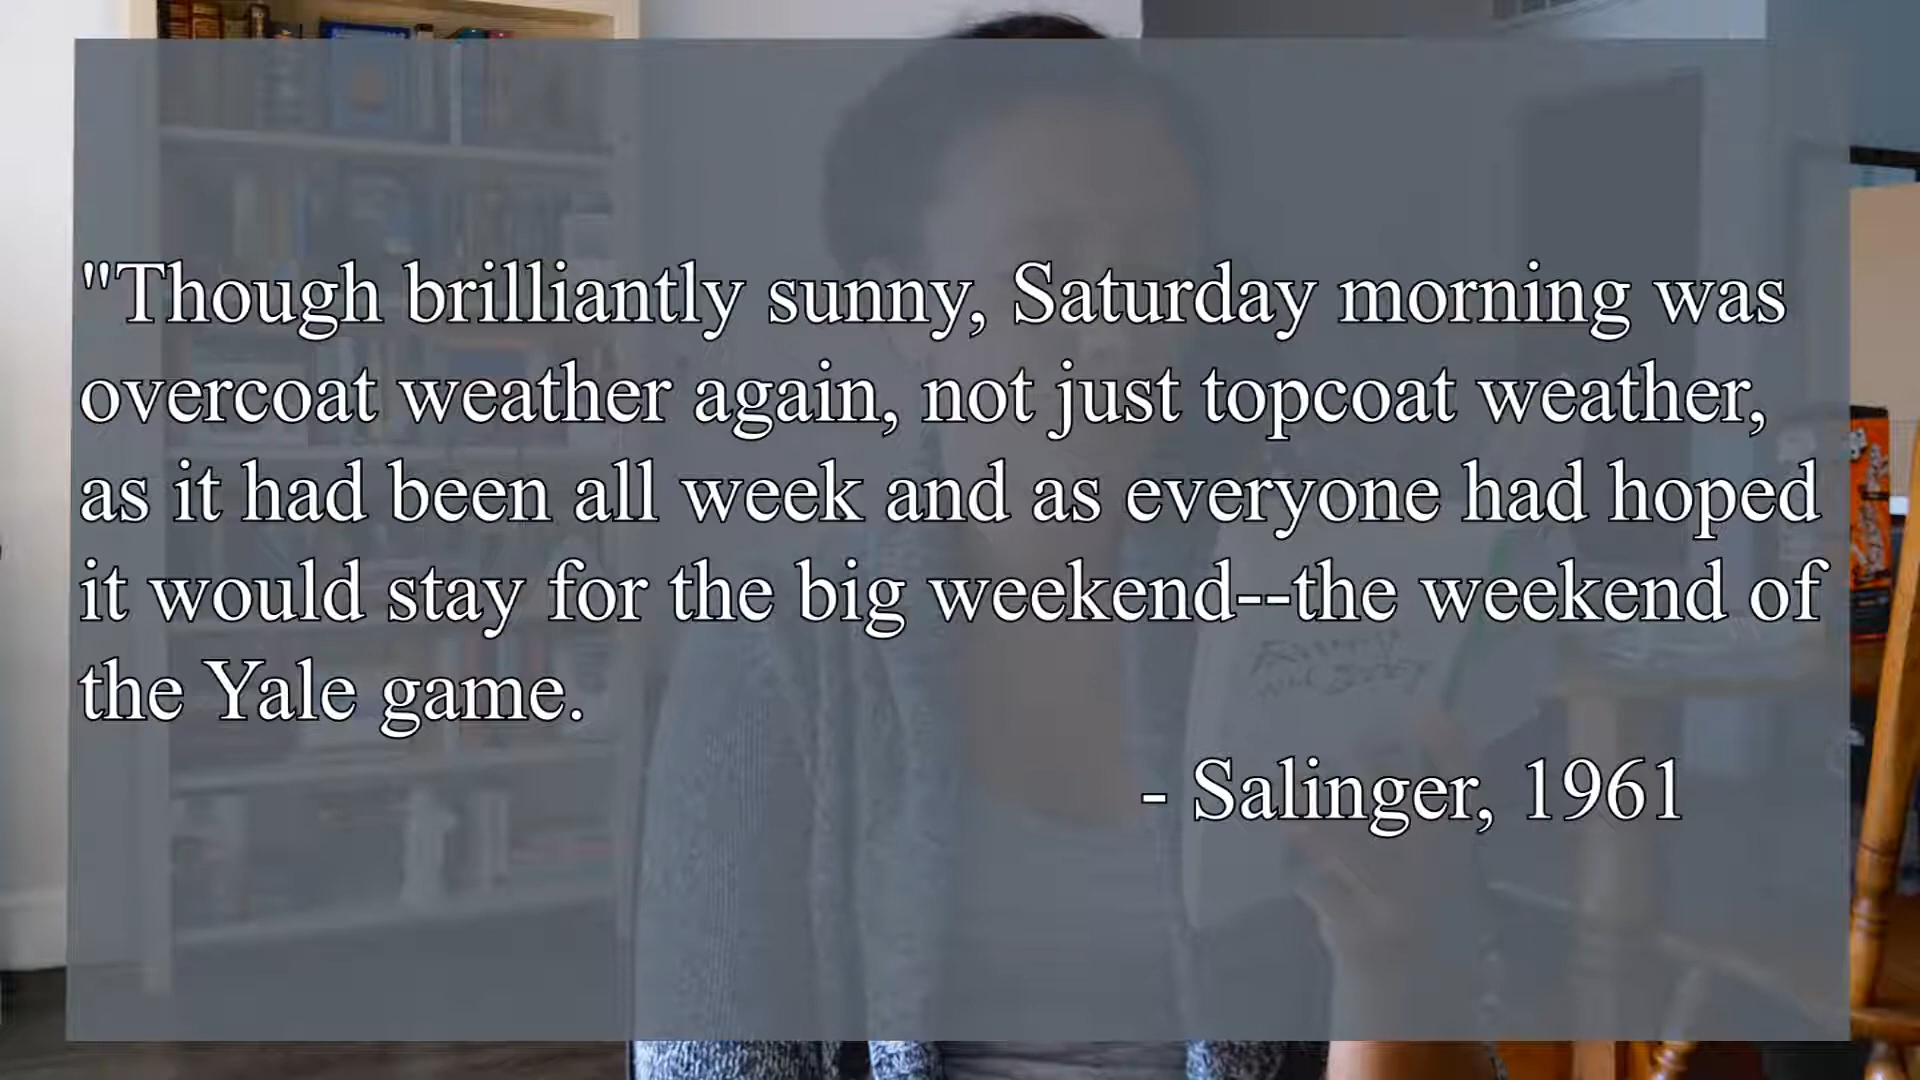 "Though brilliantly sunny, Saturday morning was
overcoat weather again, not just topcoat weather,
as it had been all week and as everyone had hoped
it would stay for the big weekend--the weekend of
the Yale game.
- Salinger, 1961